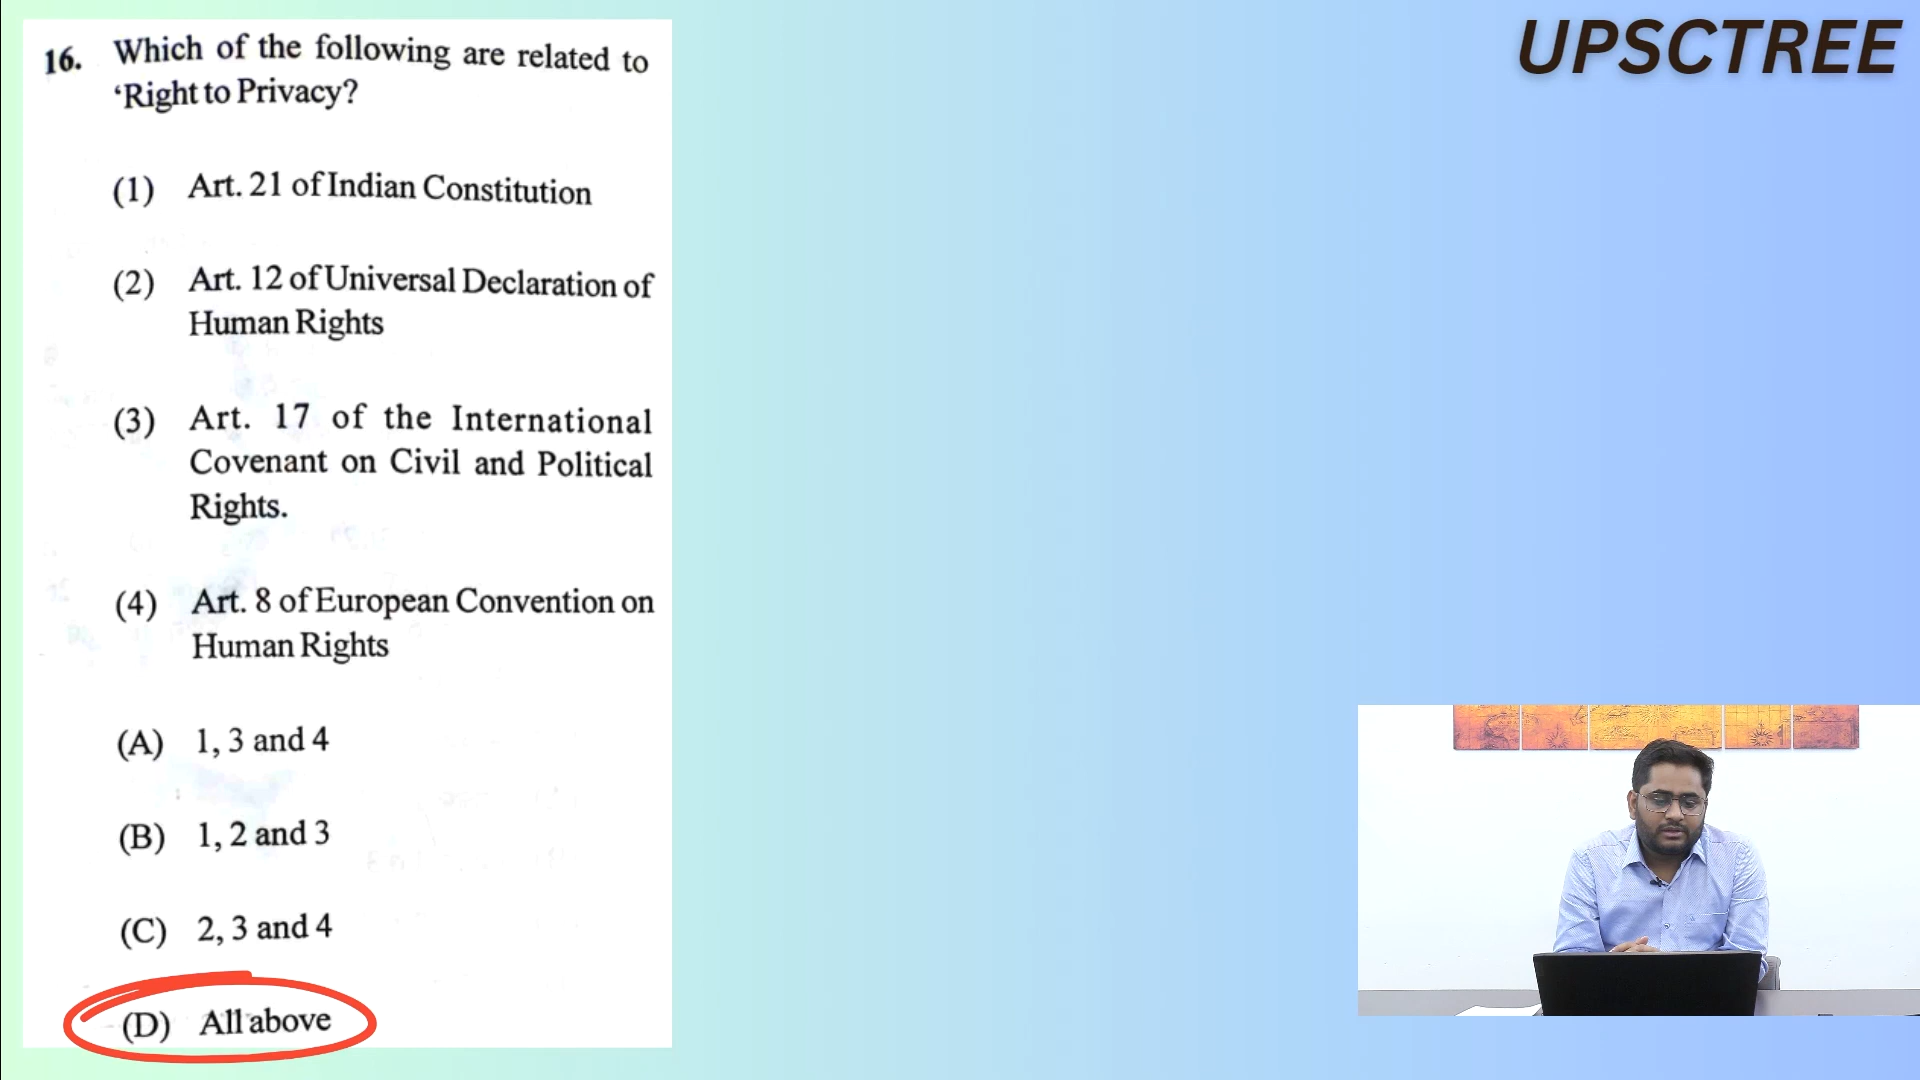 UPSCTREE
16. Which of the following are related to
‘Right to Privacy?
(1) Art. 21 of Indian Constitution
(2) Art. 12 of Universal Declaration of
Human Rights
(3) Art. 17 of the International
Covenant on Civil and Political
Rights.
(4) Art. 8 of European Convention on
Human Rights
(A) 1, 3 and 4
(B) 1, 2 and 3
(C) 2, 3 and 4
(D) All above